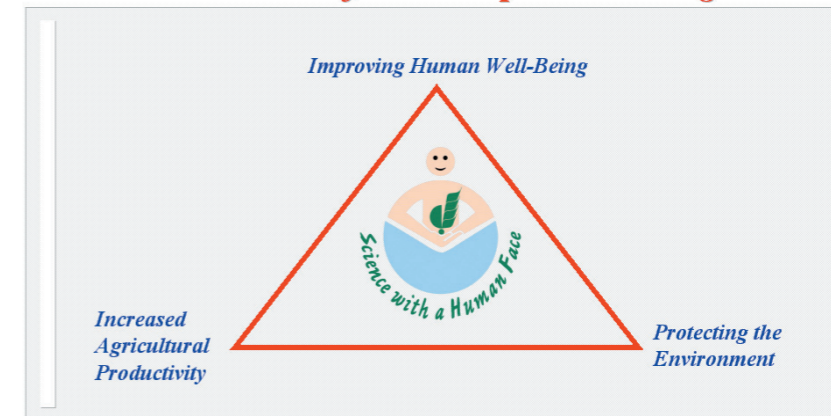 Improving Human Well-Being
Science with a Human Face
Increased
Agricultural
Productivity
Protecting the
Environment